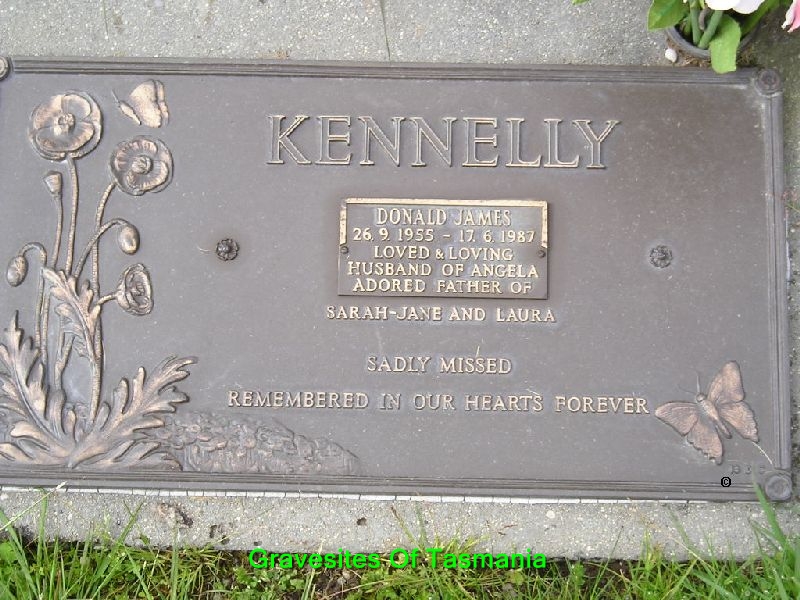 KENNELLY
DONALD JAMES
26.9.1955 - 17.6.1987
LOVED & LOVING
HUSBAND OF ANGELA
ADORED FATHER OF
SARAH-JANE AND LAURA
SADLY MISSED
REMEMBERED IN OUR HEARTS FOREVER
©
Gravesites Of Tasmania